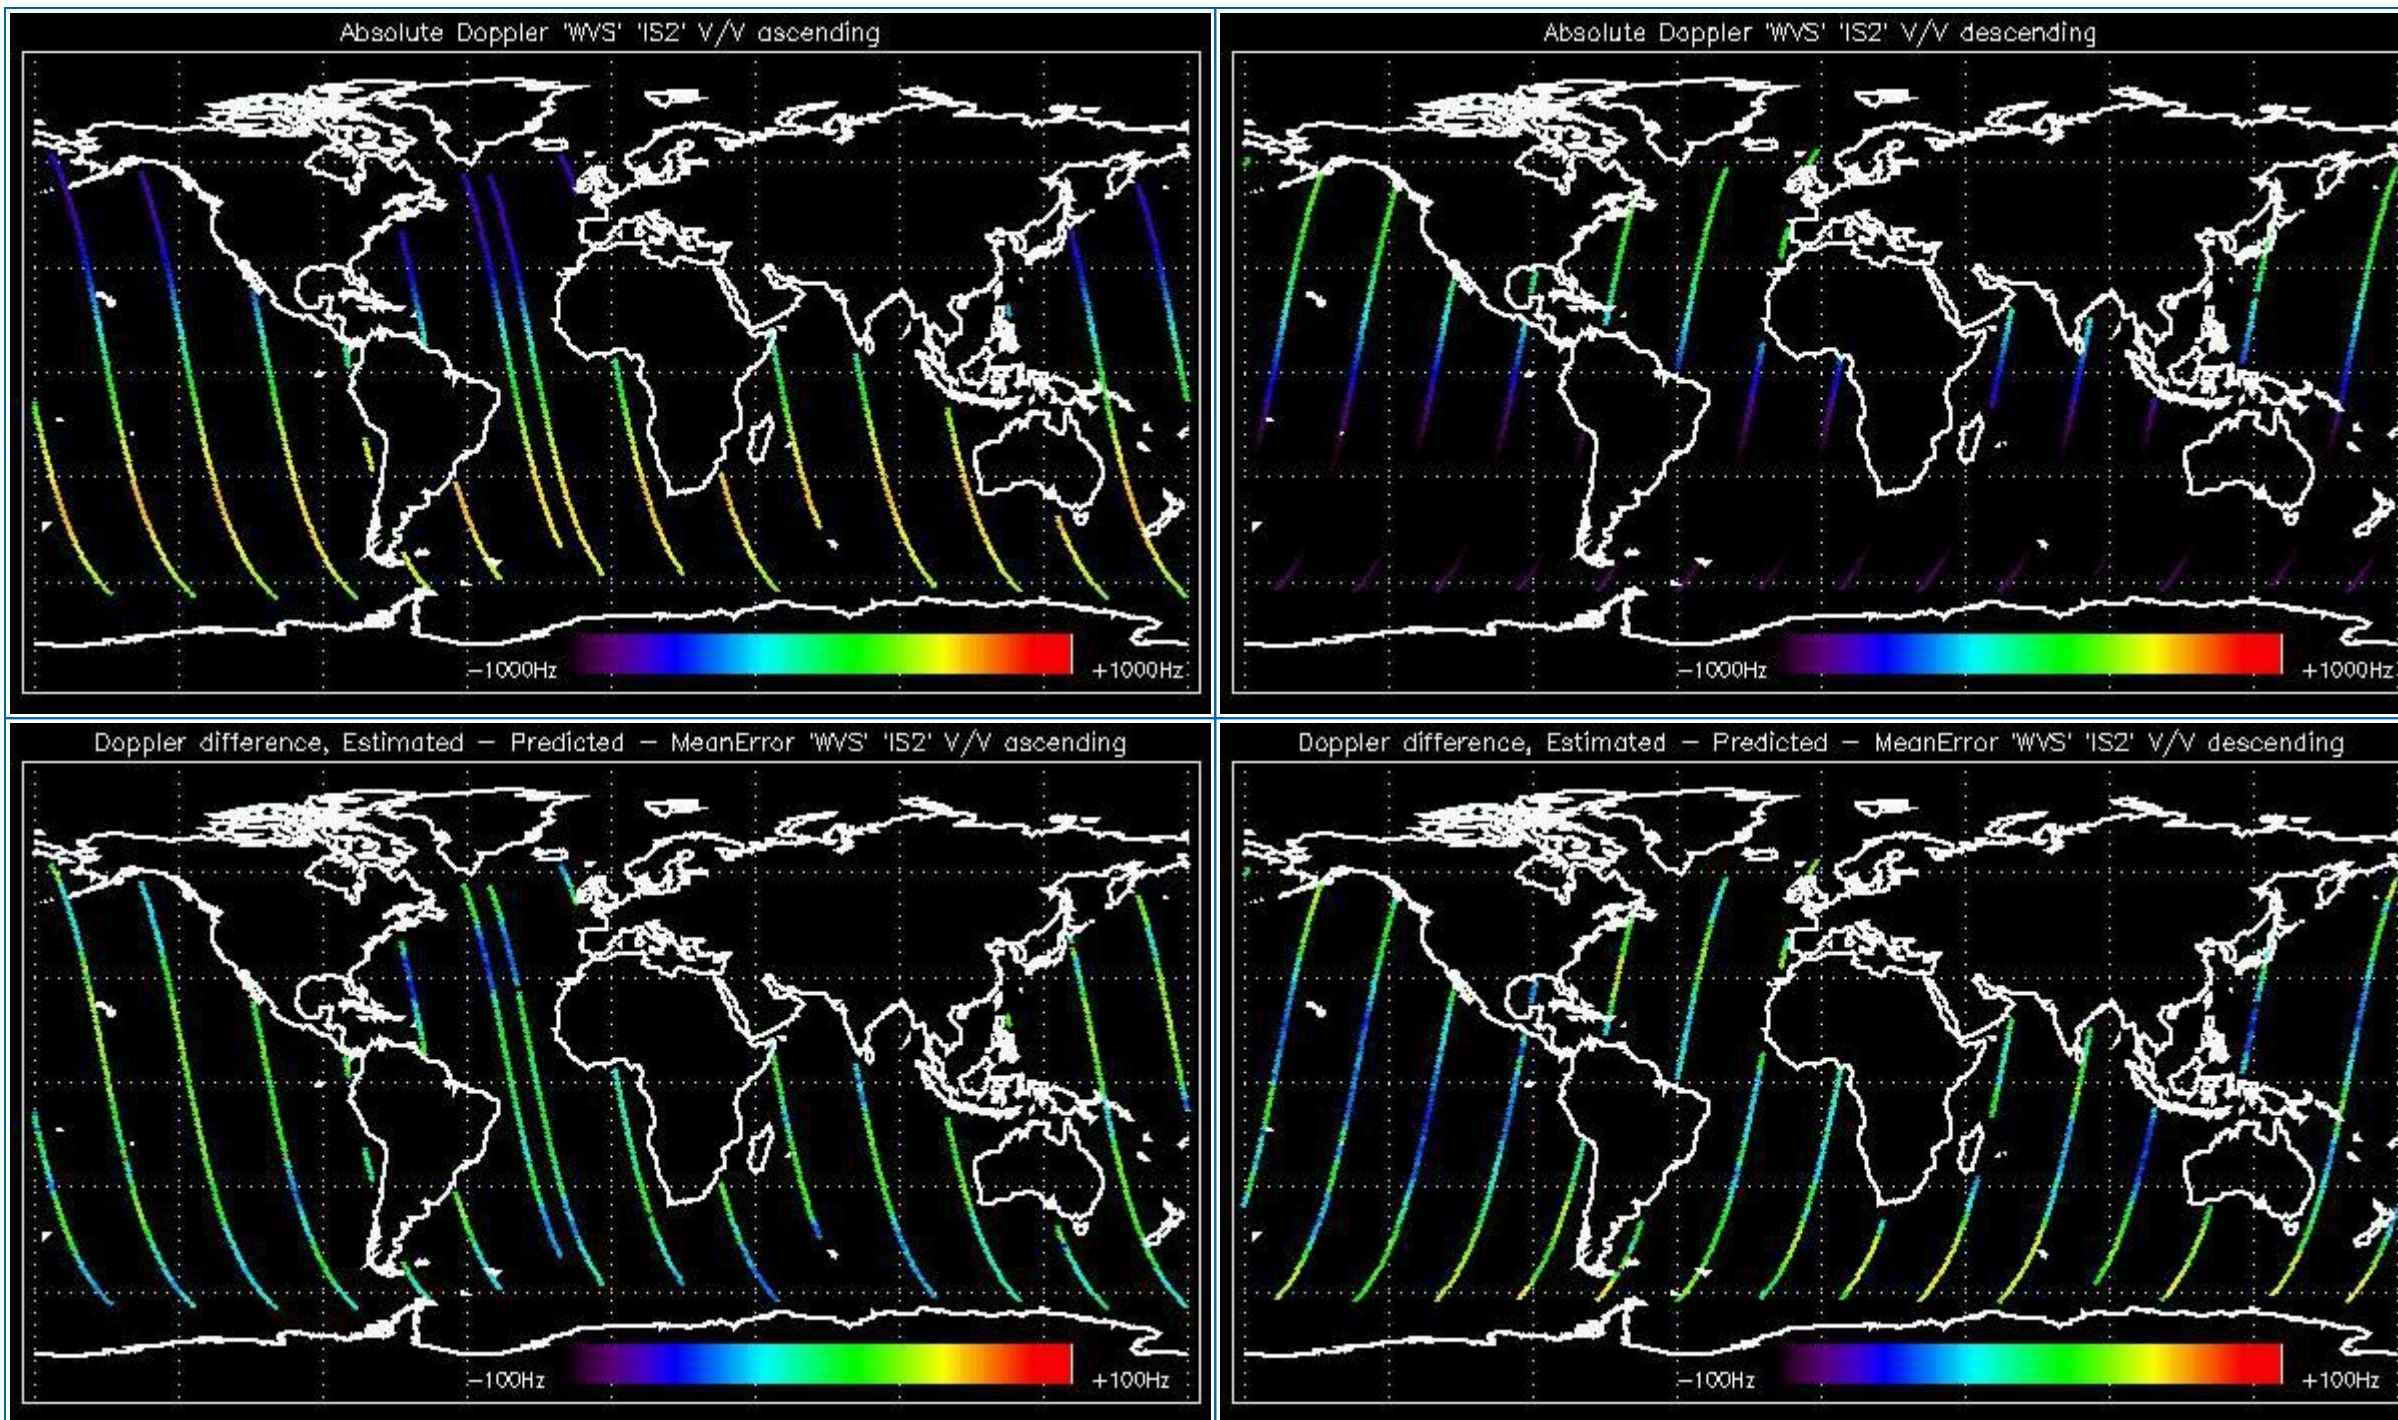 Absolute Doppler 'WVS' 'IS2' V/V ascending
-1000Hz
+1000Hz
Absolute Doppler 'WVS' 'IS2' V/V descending
-1000Hz
+1000Hz
Doppler difference, Estimated - Predicted - MeanError 'WVS' 'IS2' V/V ascending
-100Hz
+100Hz
Doppler difference, Estimated - Predicted - MeanError 'WVS' 'IS2' V/V descending
-100Hz
+100Hz